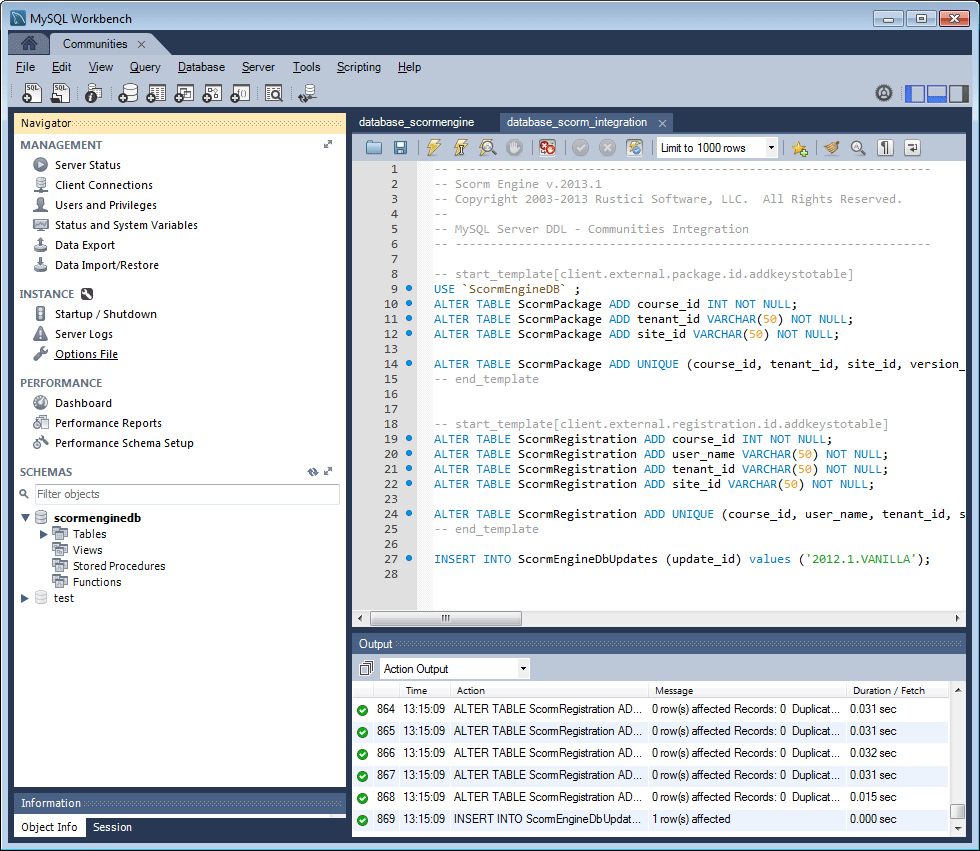 MySQL Workbench
Communities
File Edit View Query Database Server Tools Scripting Help
Navigator
MANAGEMENT
Server Status
Client Connections
Users and Privileges
Status and System Variables
Data Export
Data Import/Restore
INSTANCE
Startup / Shutdown
Server Logs
Options File
PERFORMANCE
Dashboard
Performance Reports
Performance Schema Setup
SCHEMAS
Filter objects
scormenginedb
Tables
Views
Stored Procedures
Functions
test
Information
Object Info Session
database_scormengine database_scorm_integration
Limit to 1000 rows
1 -- --------------------------------------------------------------------
2 -- Scorm Engine v.2013.1
3 -- Copyright 2003-2013 Rustici Software, LLC.  All Rights Reserved.
4 --
5 -- MySQL Server DDL - Communities Integration
6 -- --------------------------------------------------------------------
7
8 -- start_template[client.external.package.id.addkeystotable]
9 USE `ScormEngineDB` ;
10 ALTER TABLE ScormPackage ADD course_id INT NOT NULL;
11 ALTER TABLE ScormPackage ADD tenant_id VARCHAR(50) NOT NULL;
12 ALTER TABLE ScormPackage ADD site_id VARCHAR(50) NOT NULL;
13
14 ALTER TABLE ScormPackage ADD UNIQUE (course_id, tenant_id, site_id, version_
15 -- end_template
16
17
18 -- start_template[client.external.registration.id.addkeystotable]
19 ALTER TABLE ScormRegistration ADD course_id INT NOT NULL;
20 ALTER TABLE ScormRegistration ADD user_name VARCHAR(50) NOT NULL;
21 ALTER TABLE ScormRegistration ADD tenant_id VARCHAR(50) NOT NULL;
22 ALTER TABLE ScormRegistration ADD site_id VARCHAR(50) NOT NULL;
23
24 ALTER TABLE ScormRegistration ADD UNIQUE (course_id, user_name, tenant_id, s
25 -- end_template
26
27 INSERT INTO ScormEngineDbUpdates (update_id) values ('2012.1.VANILLA');
28
Output
Action Output
Time Action Message Duration / Fetch
864 13:15:09 ALTER TABLE ScormRegistration AD... 0 row(s) affected Records: 0  Duplicat... 0.031 sec
865 13:15:09 ALTER TABLE ScormRegistration AD... 0 row(s) affected Records: 0  Duplicat... 0.031 sec
866 13:15:09 ALTER TABLE ScormRegistration AD... 0 row(s) affected Records: 0  Duplicat... 0.032 sec
867 13:15:09 ALTER TABLE ScormRegistration AD... 0 row(s) affected Records: 0  Duplicat... 0.031 sec
868 13:15:09 ALTER TABLE ScormRegistration AD... 0 row(s) affected Records: 0  Duplicat... 0.015 sec
869 13:15:09 INSERT INTO ScormEngineDbUpdat... 1 row(s) affected 0.000 sec